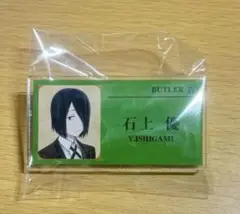 BUTLER
石上 優
Y.ISHIGAMI